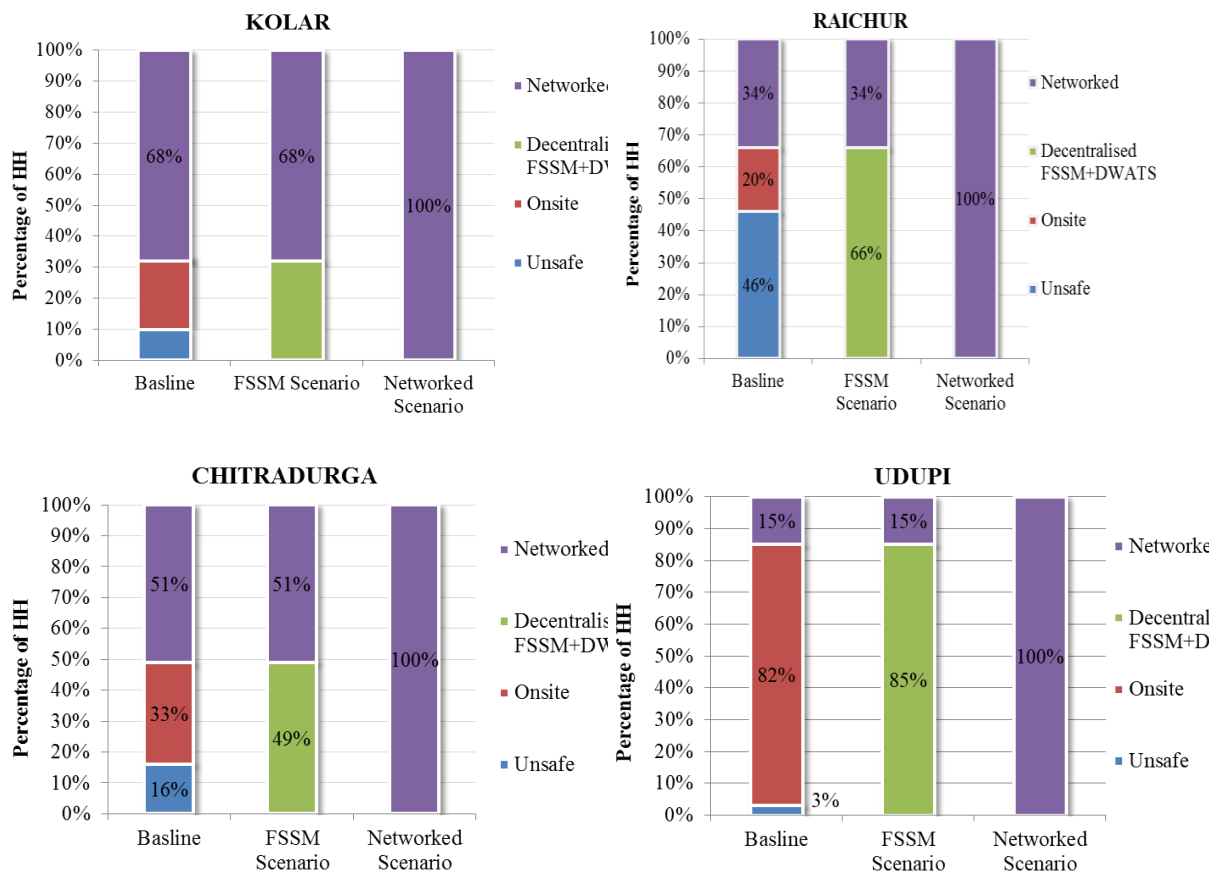 KOLAR
100%
90%
80%
70%
60%
50%
40%
30%
20%
10%
0%
Percentage of HH
68%
68%
100%
Basline
FSSM Scenario
Networked
Scenario
Networked
Decentrali
FSSM+DV
Onsite
Unsafe
RAICHUR
100%
90%
80%
70%
60%
50%
40%
30%
20%
10%
0%
Percentage of HH
34%
20%
46%
34%
66%
100%
Basline
FSSM
Scenario
Networked
Scenario
Networked
Decentralised
FSSM+DWATS
Onsite
Unsafe
CHITRADURGA
100%
90%
80%
70%
60%
50%
40%
30%
20%
10%
0%
Percentage of HH
51%
33%
16%
51%
49%
100%
Basline
FSSM
Scenario
Networked
Scenario
Networked
Decentralis
FSSM+DW
Onsite
Unsafe
UDUPI
100%
90%
80%
70%
60%
50%
40%
30%
20%
10%
0%
Percentage of HH
15%
82%
3%
15%
85%
100%
Basline
FSSM
Scenario
Networked
Scenario
Networke
Decentral
FSSM+D
Onsite
Unsafe